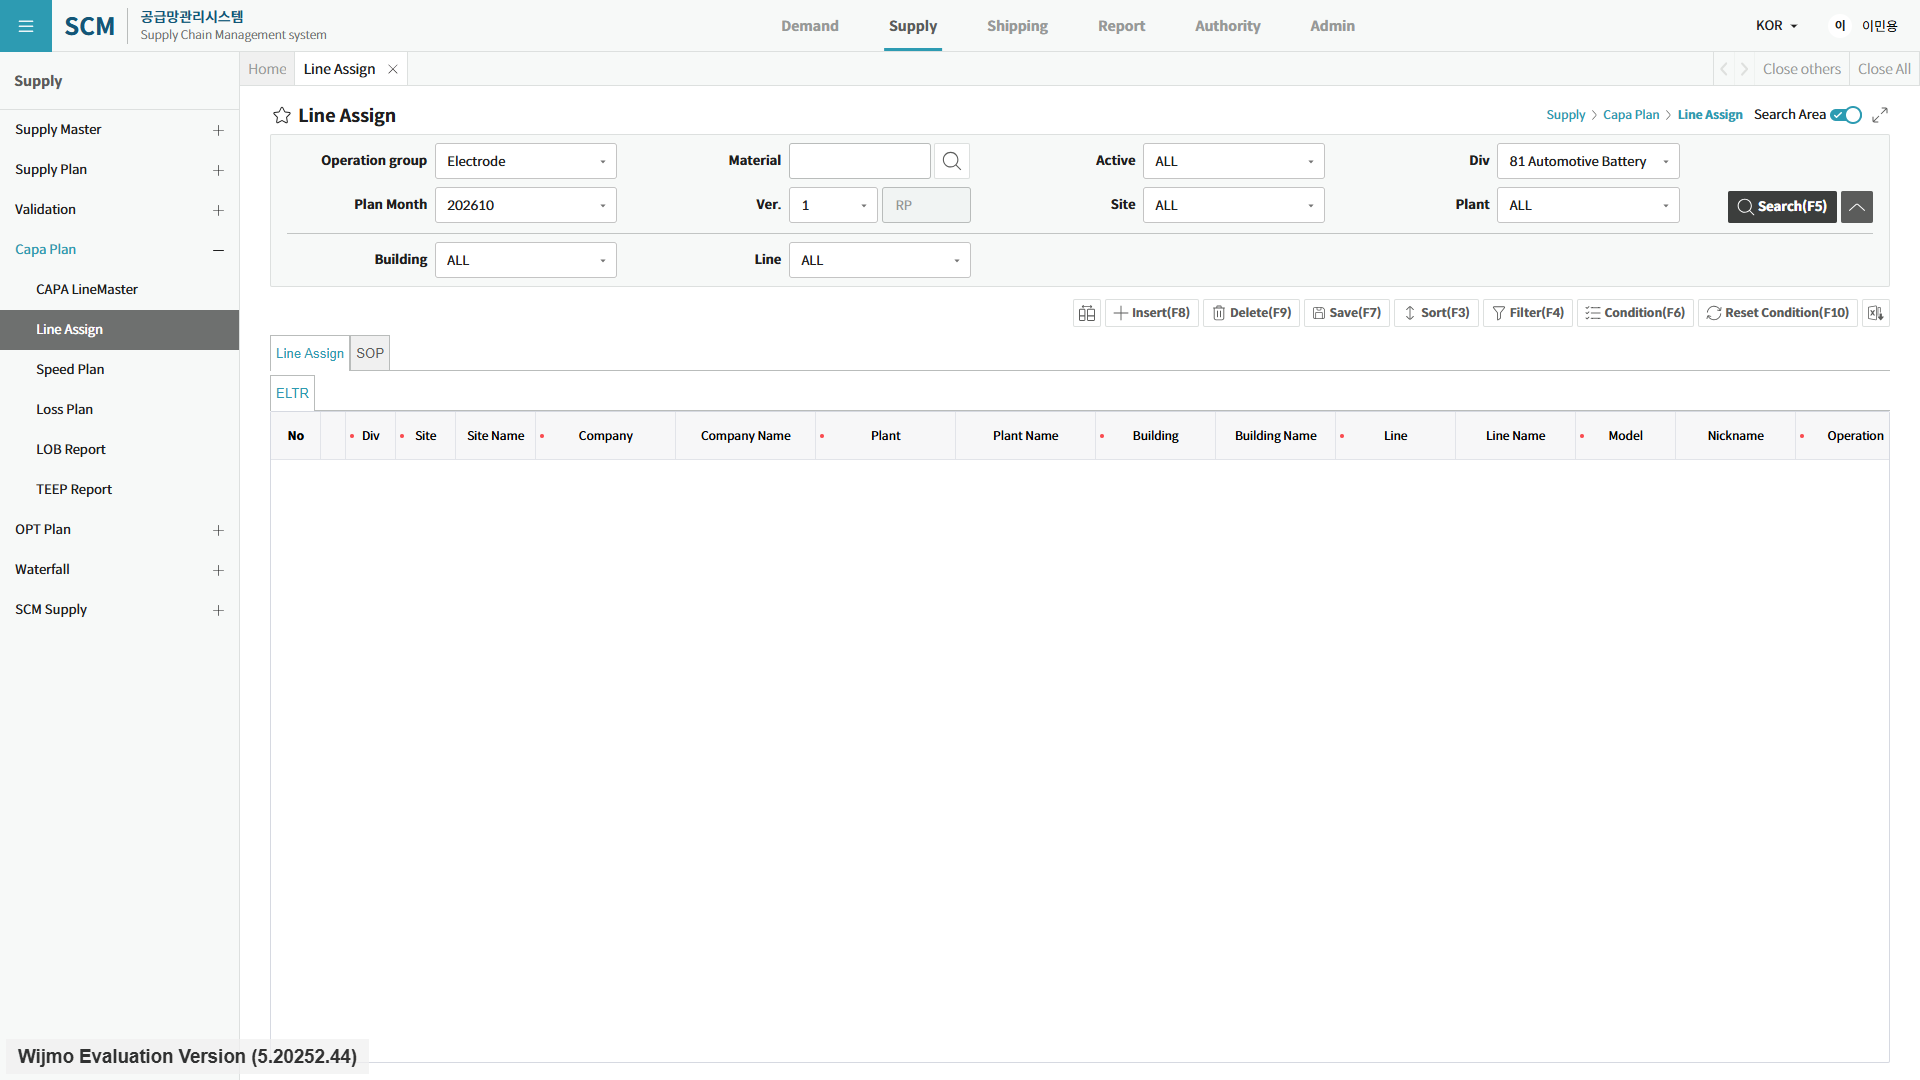 SCM
공급망관리시스템
Supply Chain Management system
Demand
Supply
Shipping
Report
Authority
Admin
KOR
이
이민용
Supply
Home
Line Assign
Close others
Close All
Supply Master
Supply Plan
Validation
Capa Plan
CAPA LineMaster
Line Assign
Speed Plan
Loss Plan
LOB Report
TEEP Report
OPT Plan
Waterfall
SCM Supply
Line Assign
Supply > Capa Plan > Line Assign
Search Area
Operation group
Electrode
Material
Active
ALL
Div
81 Automotive Battery
Plan Month
202610
Ver.
1
RP
Site
ALL
Plant
ALL
Search(F5)
Building
ALL
Line
ALL
Insert(F8)
Delete(F9)
Save(F7)
Sort(F3)
Filter(F4)
Condition(F6)
Reset Condition(F10)
Line Assign
SOP
ELTR
No
Div
Site
Site Name
Company
Company Name
Plant
Plant Name
Building
Building Name
Line
Line Name
Model
Nickname
Operation
Wijmo Evaluation Version (5.20252.44)